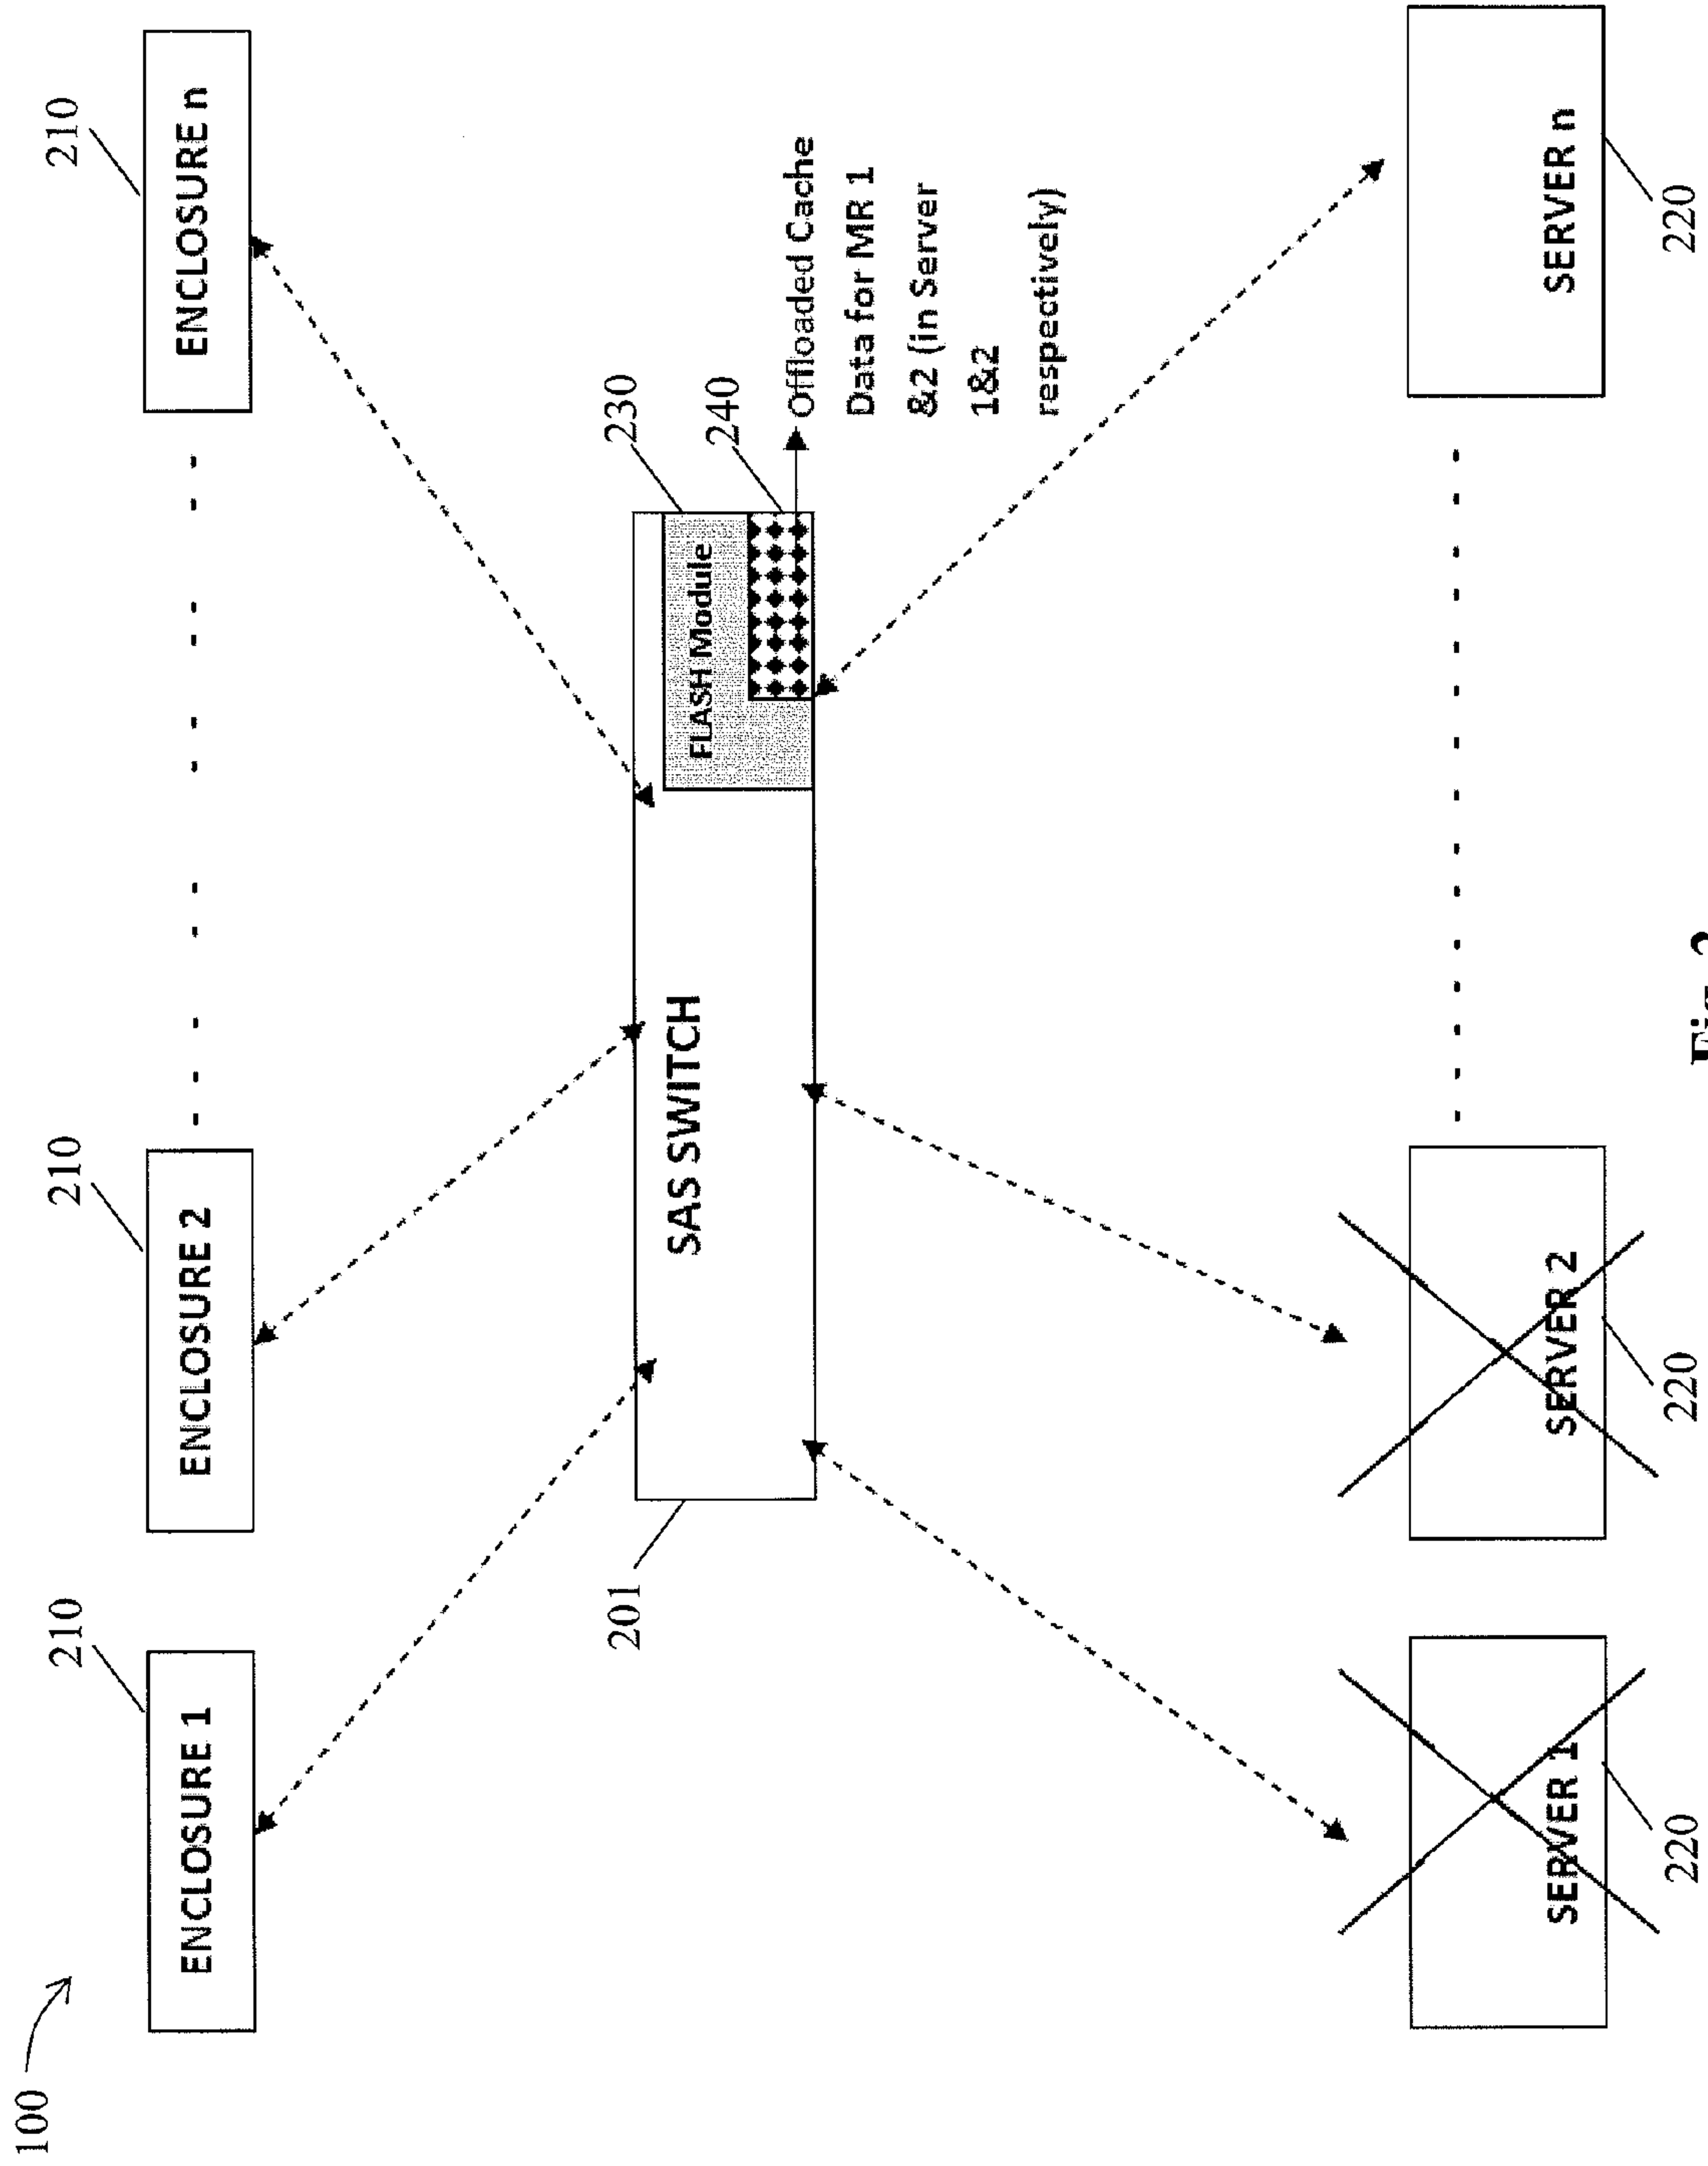 100
210
210
210
ENCLOSURE 1
ENCLOSURE 2
ENCLOSURE n
201
SAS SWITCH
230
FLASH Module
240
Offloaded Cache
Data for MR 1
&2 (in Server
1&2
respectively)
SERVER 1
SERVER 2
SERVER n
220
220
220